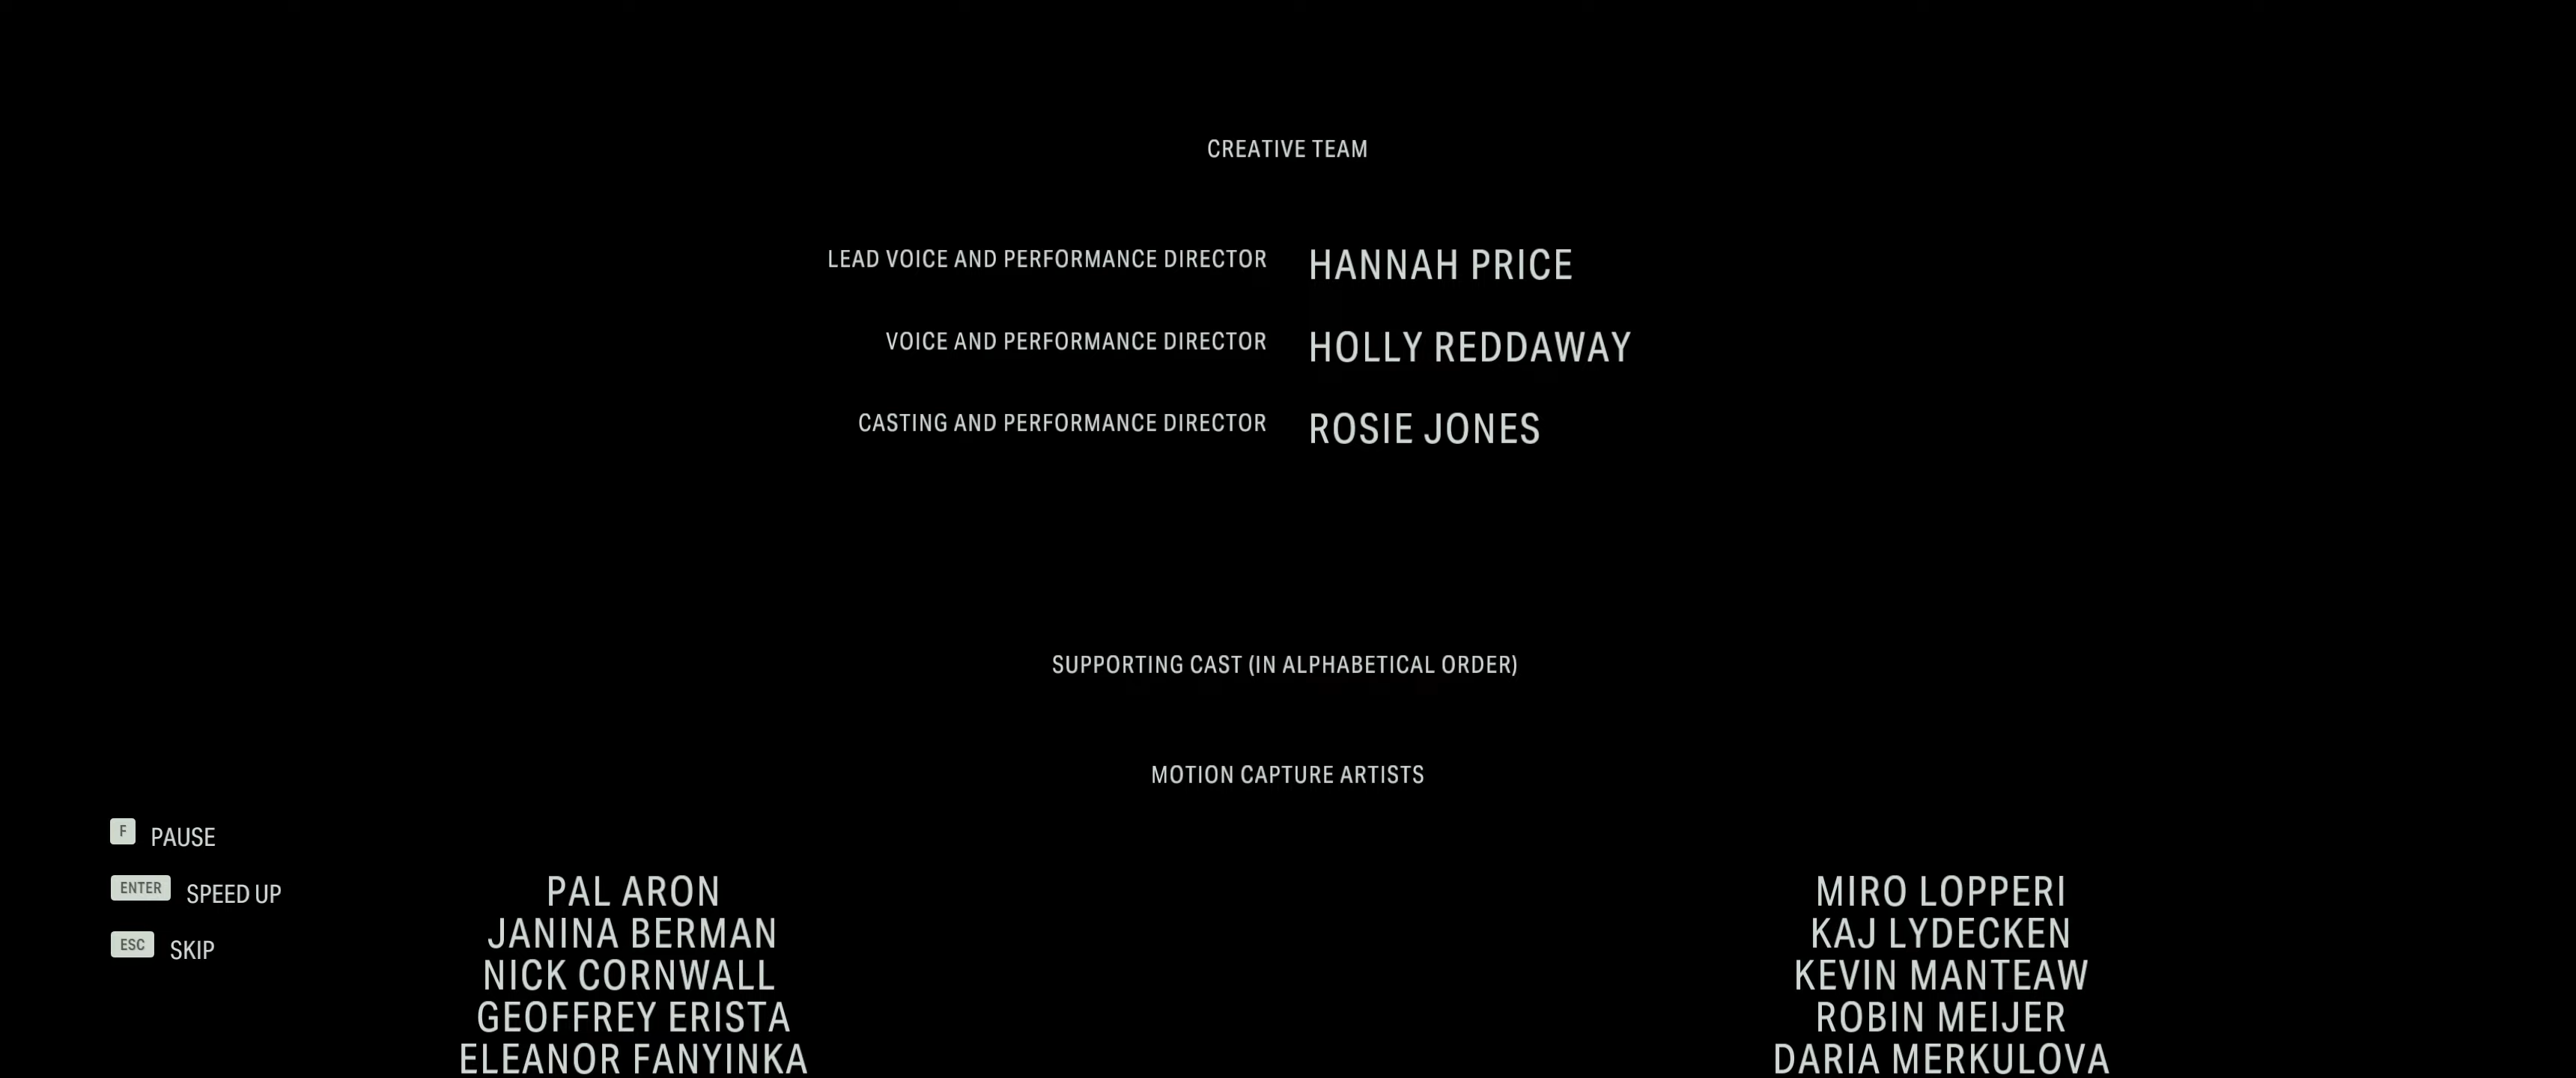 CREATIVE TEAM
LEAD VOICE AND PERFORMANCE DIRECTOR HANNAH PRICE
VOICE AND PERFORMANCE DIRECTOR HOLLY REDDAWAY
CASTING AND PERFORMANCE DIRECTOR ROSIE JONES
SUPPORTING CAST (IN ALPHABETICAL ORDER)
MOTION CAPTURE ARTISTS
F PAUSE
ENTER SPEED UP
ESC SKIP
PAL ARON
JANINA BERMAN
NICK CORNWALL
GEOFFREY ERISTA
ELEANOR FANYINKA
MIRO LOPPERI
KAJ LYDECKEN
KEVIN MANTEAW
ROBIN MEIJER
DARIA MERKULOVA